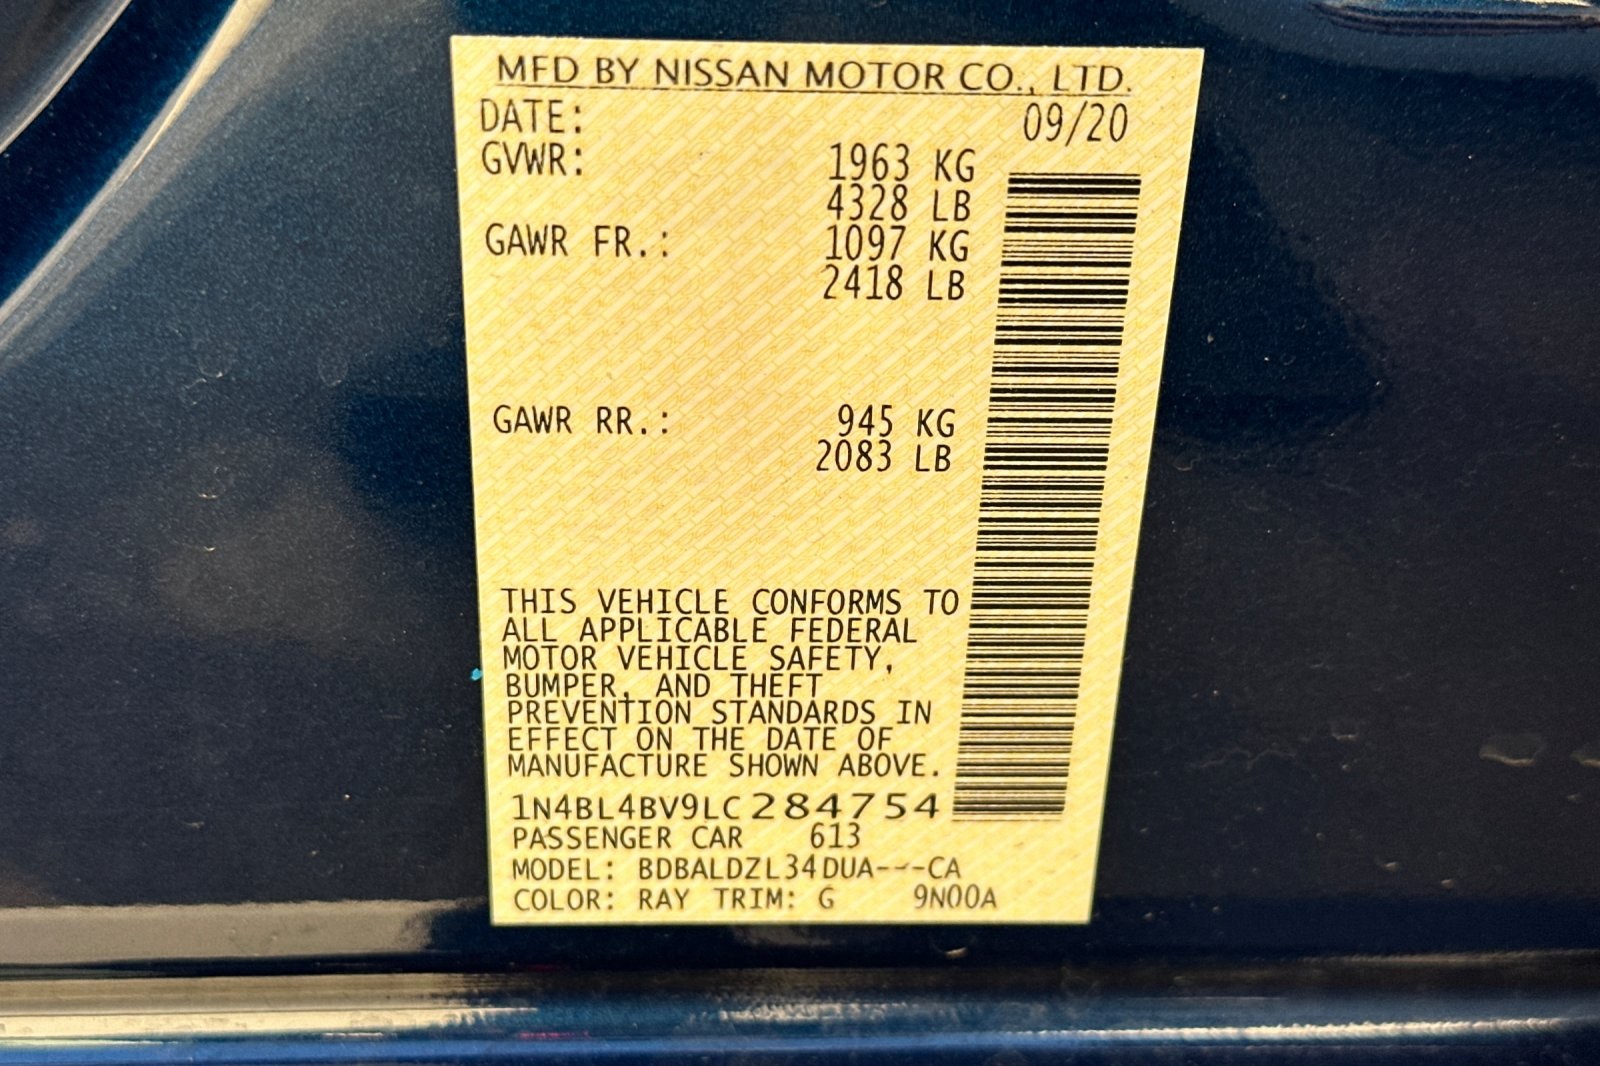 MFD BY NISSAN MOTOR CO., LTD.
DATE: 09/20
GVWR: 1963 KG
4328 LB
GAWR FR.: 1097 KG
2418 LB
GAWR RR.: 945 KG
2083 LB
THIS VEHICLE CONFORMS TO
ALL APPLICABLE FEDERAL
MOTOR VEHICLE SAFETY,
BUMPER, AND THEFT
PREVENTION STANDARDS IN
EFFECT ON THE DATE OF
MANUFACTURE SHOWN ABOVE.
1N4BL4BV9LC284754
PASSENGER CAR 613
MODEL: BDBALDZL34DUA---CA
COLOR: RAY TRIM: G 9N00A